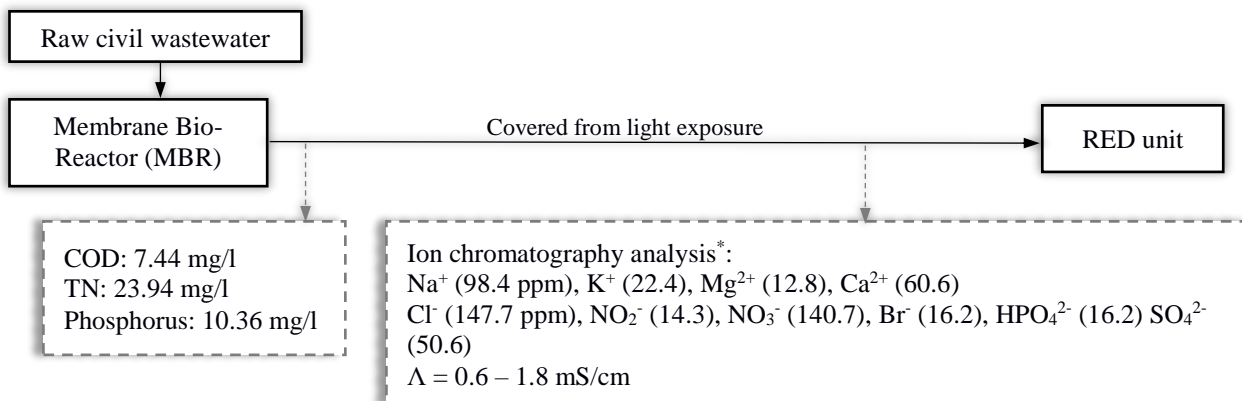 Raw civil wastewater
Membrane Bio-
Reactor (MBR)
Covered from light exposure
RED unit
COD: 7.44 mg/l
TN: 23.94 mg/l
Phosphorus: 10.36 mg/l
Ion chromatography analysis*:
Na⁺ (98.4 ppm), K⁺ (22.4), Mg²⁺ (12.8), Ca²⁺ (60.6)
Cl⁻ (147.7 ppm), NO₂⁻ (14.3), NO₃⁻ (140.7), Br⁻ (16.2), HPO₄²⁻ (16.2) SO₄²⁻
(50.6)
Λ = 0.6 – 1.8 mS/cm